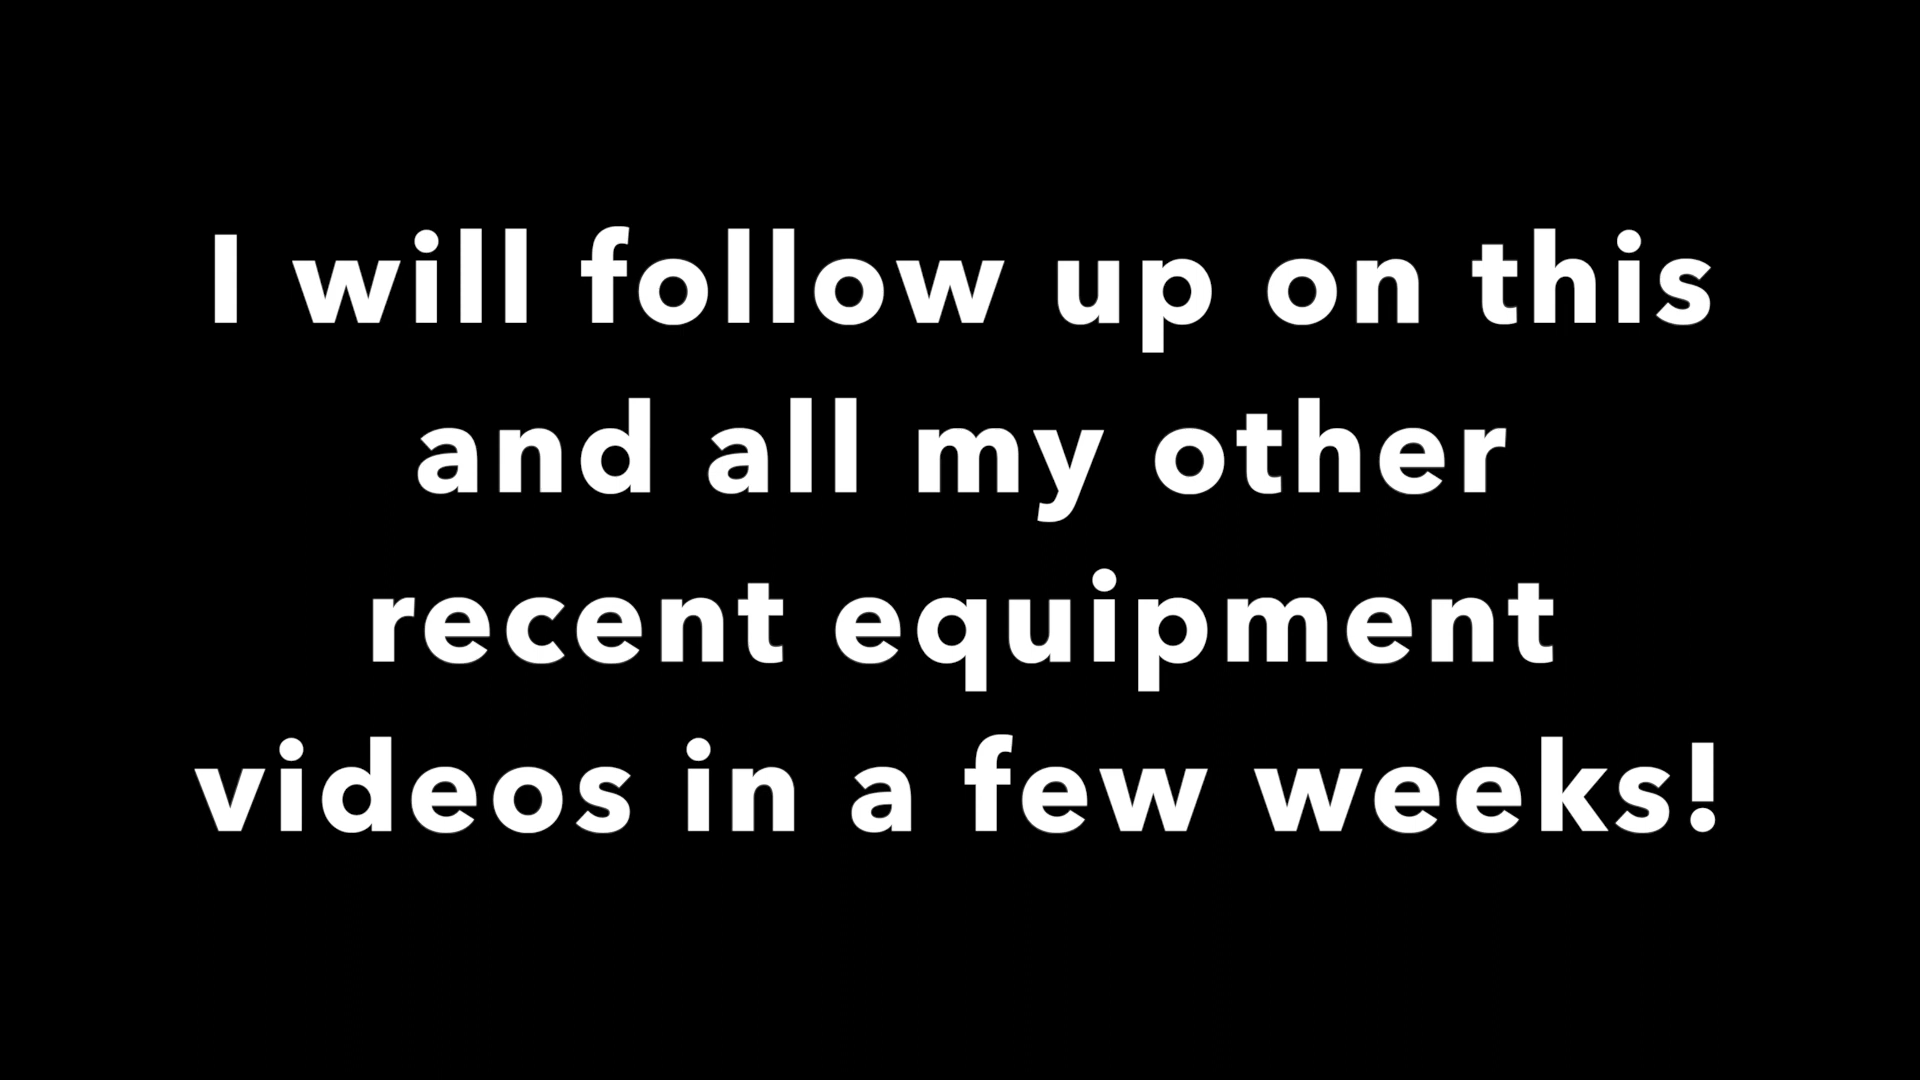 I will follow up on this
and all my other
recent equipment
videos in a few weeks!